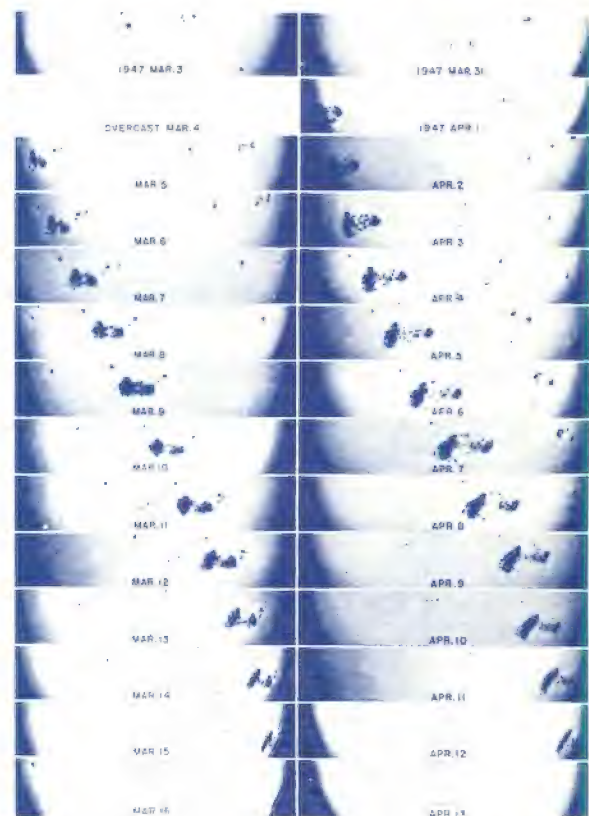 1947 MAR.3
OVERCAST MAR.4
MAR.5
MAR.6
MAR.7
MAR.8
MAR.9
MAR.10
MAR.11
MAR.12
MAR.13
MAR.14
MAR.15
MAR.16
1947 MAR.31
1947 APR.1
APR.2
APR.3
APR.4
APR.5
APR.6
APR.7
APR.8
APR.9
APR.10
APR.11
APR.12
APR.13